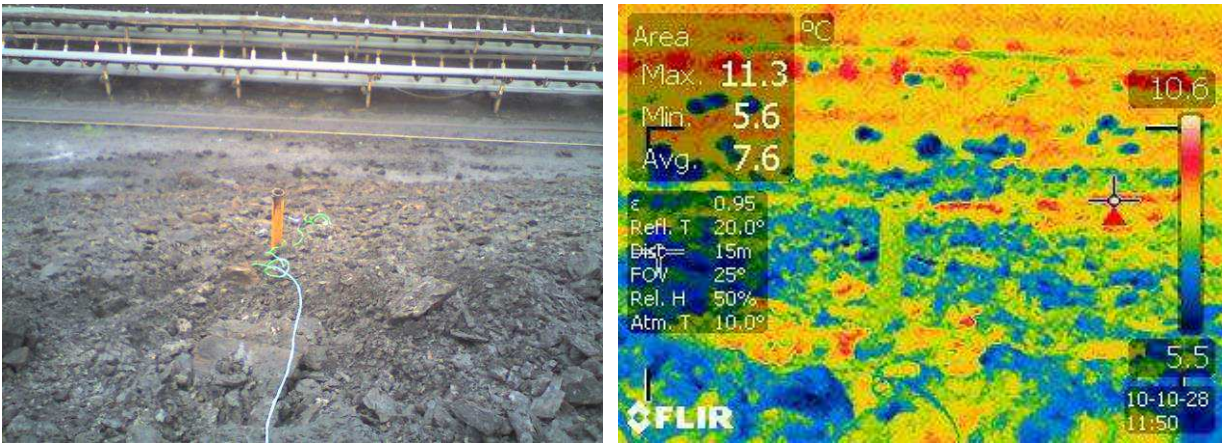 Area
°C
Max. 11.3
Min. 5.6
Avg. 7.6
10.6
ε 0.95
Refl. T 20.0°
Dist 15m
FOV 25°
Rel. H 50%
Atm. T 10.0°
5.5
10-10-28
11:50
FLIR